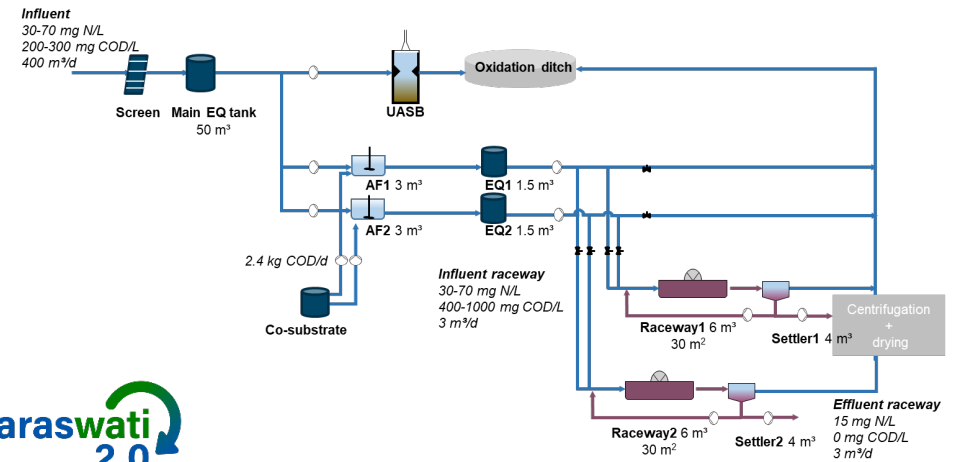 Influent
30-70 mg N/L
200-300 mg COD/L
400 m³/d
Screen
Main EQ tank
50 m³
UASB
Oxidation ditch
AF1 3 m³
EQ1 1.5 m³
AF2 3 m³
EQ2 1.5 m³
2.4 kg COD/d
Co-substrate
Influent raceway
30-70 mg N/L
400-1000 mg COD/L
3 m³/d
Raceway1 6 m³
30 m²
Settler1 4 m³
Centrifugation
+
drying
Raceway2 6 m³
30 m²
Settler2 4 m³
Effluent raceway
15 mg N/L
0 mg COD/L
3 m³/d
araswati
2.0